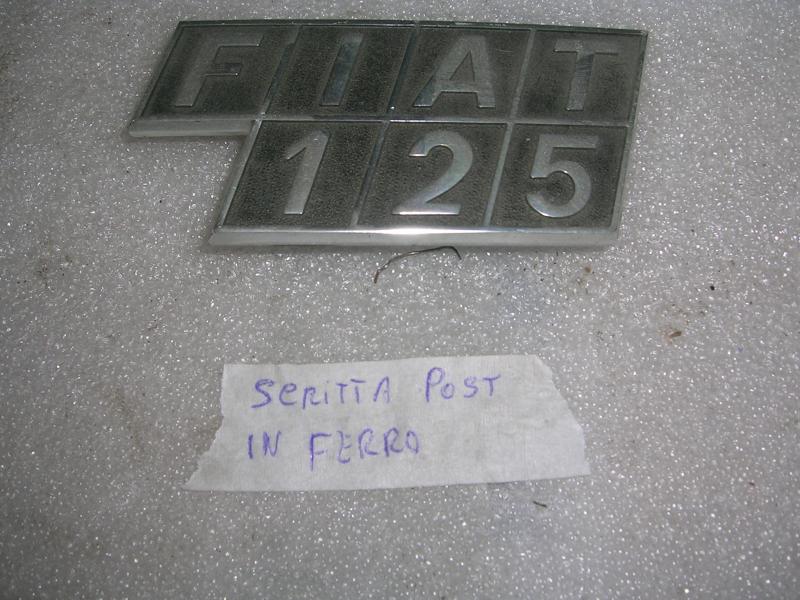 FIAT
125
SCRITTA POST
IN FERRO